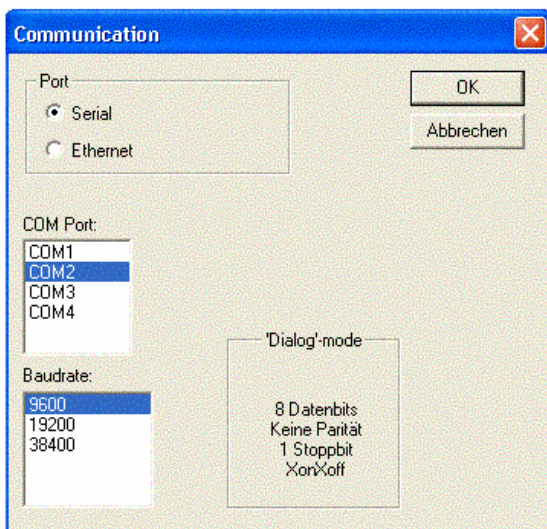 Communication
Port
Serial
Ethernet
OK
Abbrechen
COM Port:
COM1
COM2
COM3
COM4
Baudrate:
9600
19200
38400
'Dialog'-mode
8 Datenbits
Keine Parität
1 Stoppbit
XonXoff